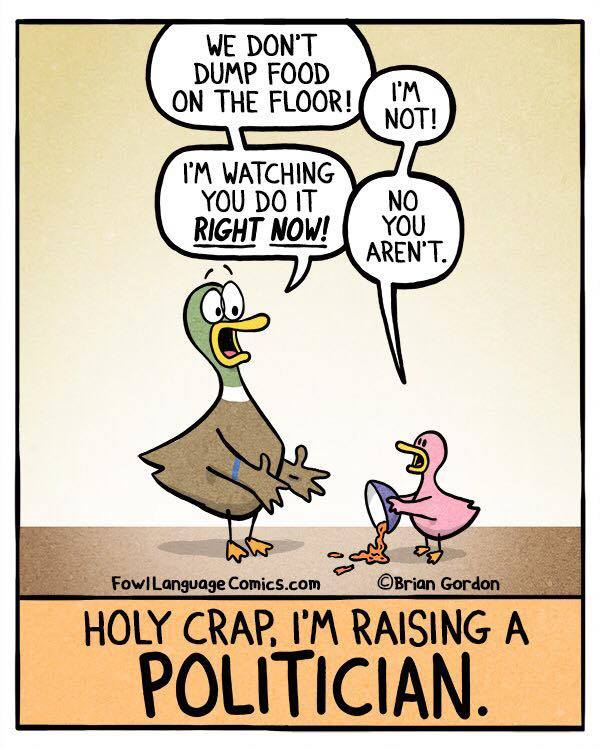 WE DON'T
DUMP FOOD
ON THE FLOOR!
I'M
NOT!
I'M WATCHING
YOU DO IT
RIGHT NOW!
NO
YOU
AREN'T.
FowlLanguageComics.com
©Brian Gordon
HOLY CRAP, I'M RAISING A
POLITICIAN.